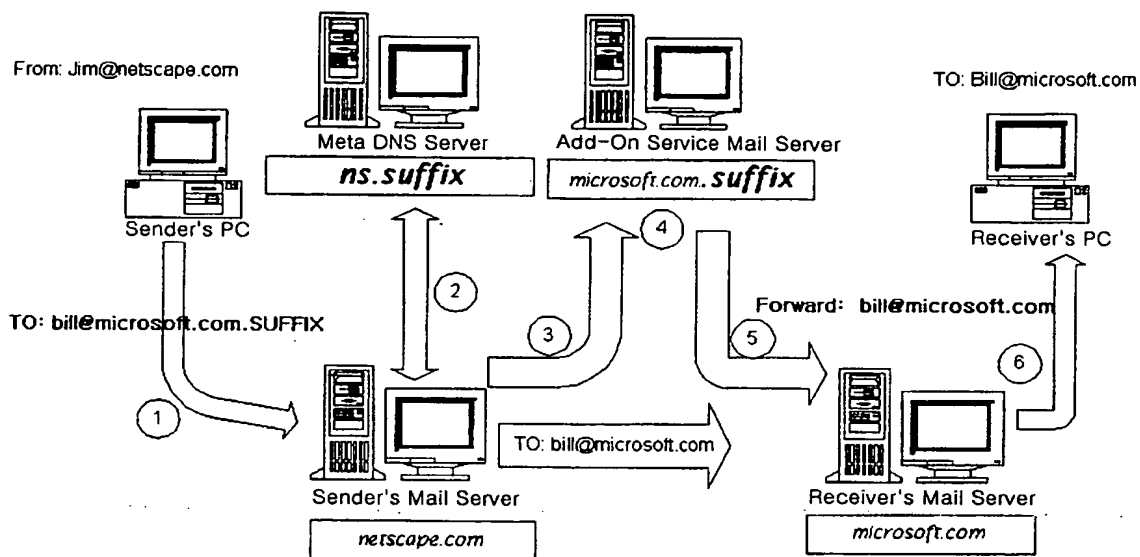 From: Jim@netscape.com
TO: Bill@microsoft.com
Meta DNS Server
Add-On Service Mail Server
ns.suffix
microsoft.com.suffix
Sender's PC
Receiver's PC
4
2
TO: bill@microsoft.com.SUFFIX
Forward: bill@microsoft.com
3
5
6
1
TO: bill@microsoft.com
Sender's Mail Server
Receiver's Mail Server
netscape.com
microsoft.com